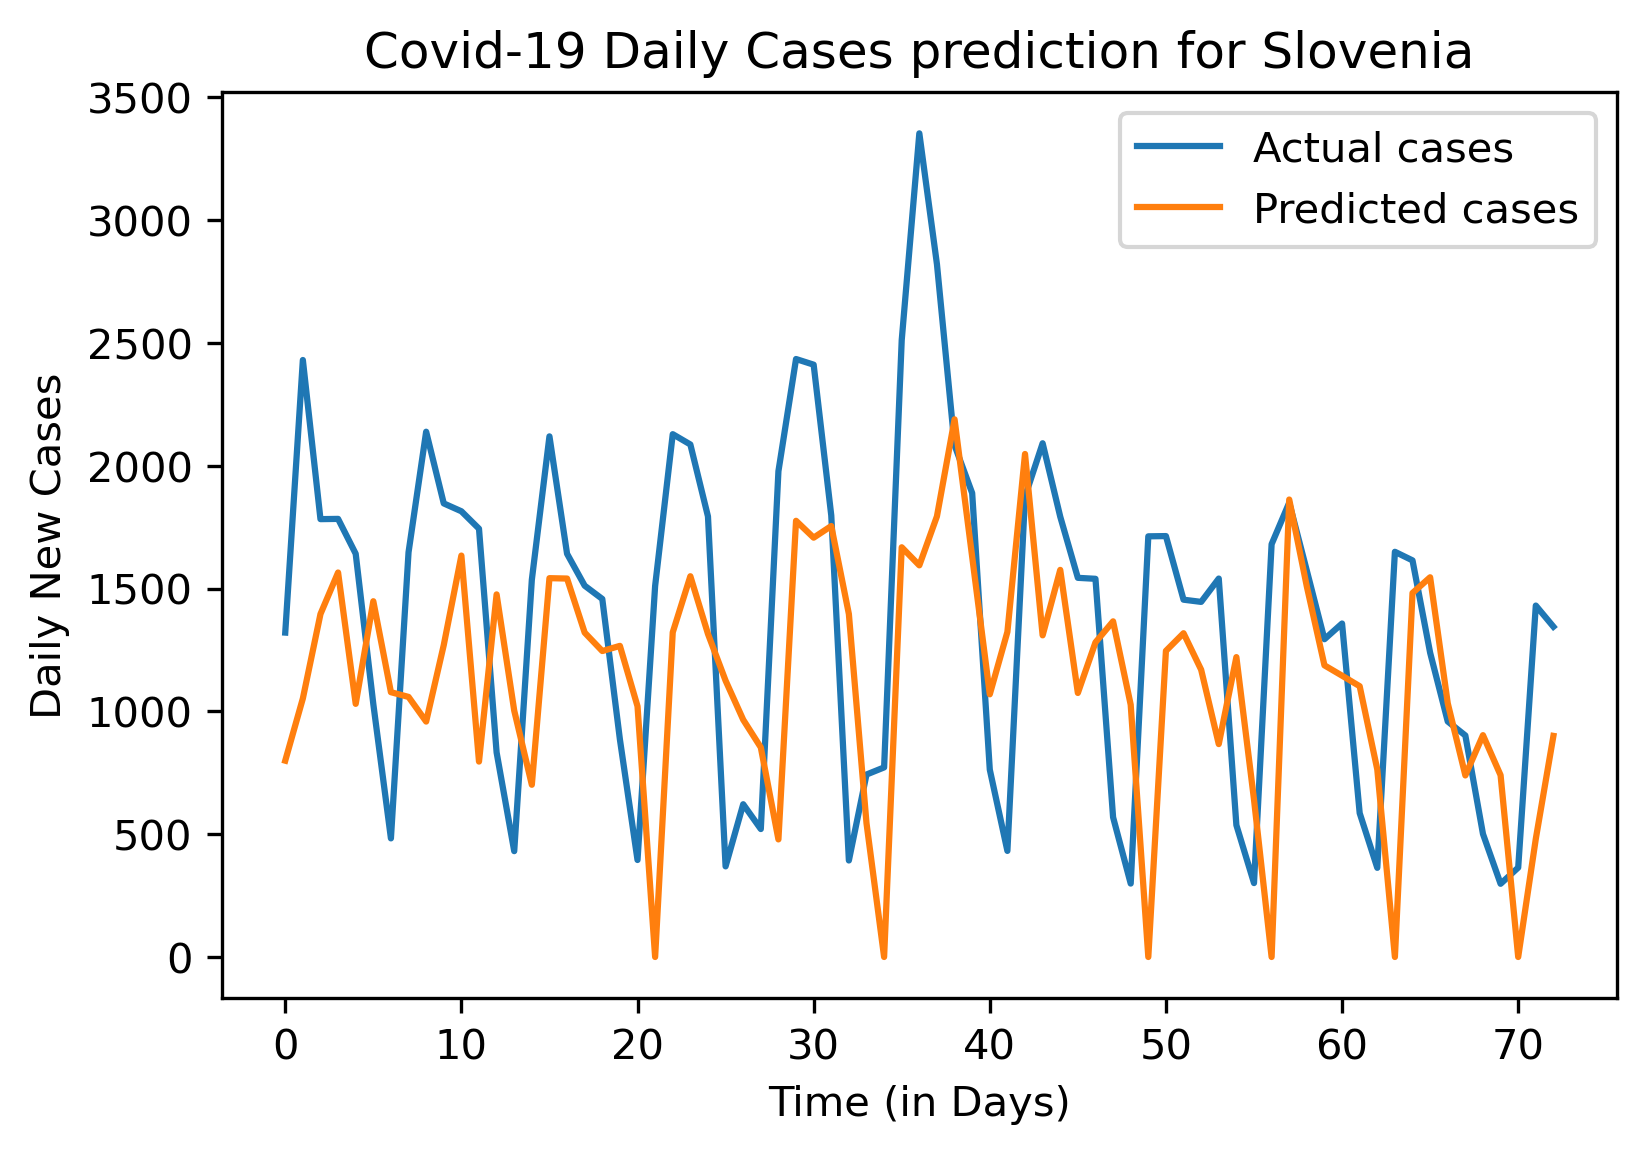 Covid-19 Daily Cases prediction for Slovenia
3500
3000
2500
2000
1500
1000
500
0
Daily New Cases
Actual cases
Predicted cases
0 10 20 30 40 50 60 70
Time (in Days)